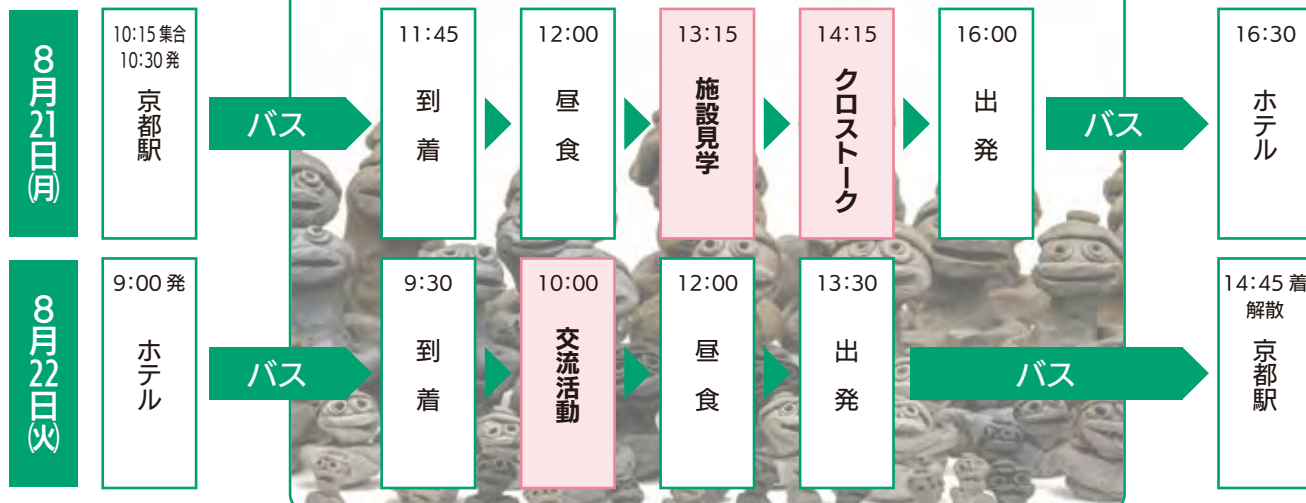 8月21日(月)
10:15 集合
10:30 発
京都駅
バス
11:45
到着
12:00
昼食
13:15
施設見学
14:15
クロストーク
16:00
出発
バス
16:30
ホテル
8月22日(火)
9:00 発
ホテル
バス
9:30
到着
10:00
交流活動
12:00
昼食
13:30
出発
バス
14:45 着
解散
京都駅